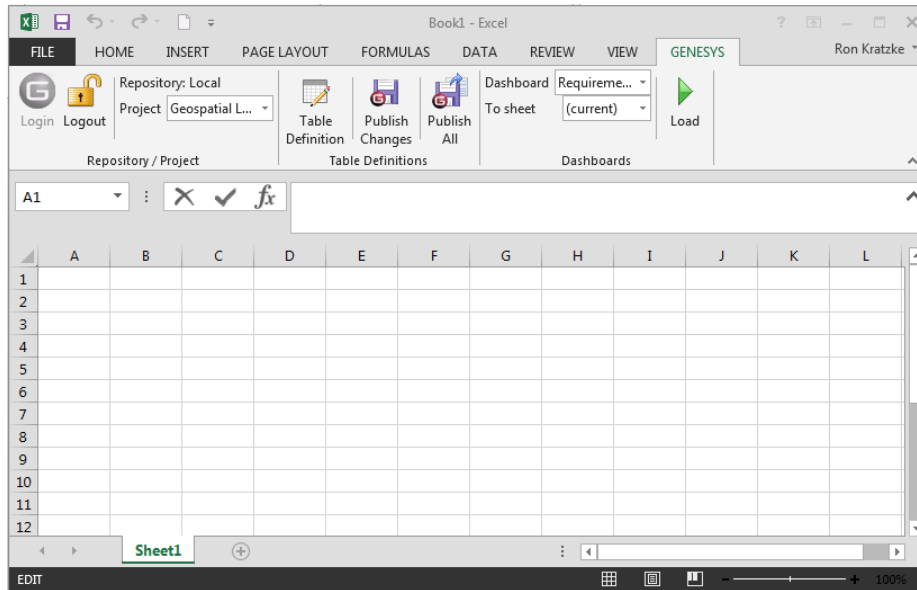 Book1 - Excel
?
FILE HOME INSERT PAGE LAYOUT FORMULAS DATA REVIEW VIEW GENESYS Ron Kratzke
Login Logout
Repository: Local
Project Geospatial L...
Repository / Project
Table Definition
Publish Changes
Publish All
Table Definitions
Dashboard Requireme...
To sheet (current)
Load
Dashboards
A1 fx
A B C D E F G H I J K L
1
2
3
4
5
6
7
8
9
10
11
12
Sheet1
EDIT 100%